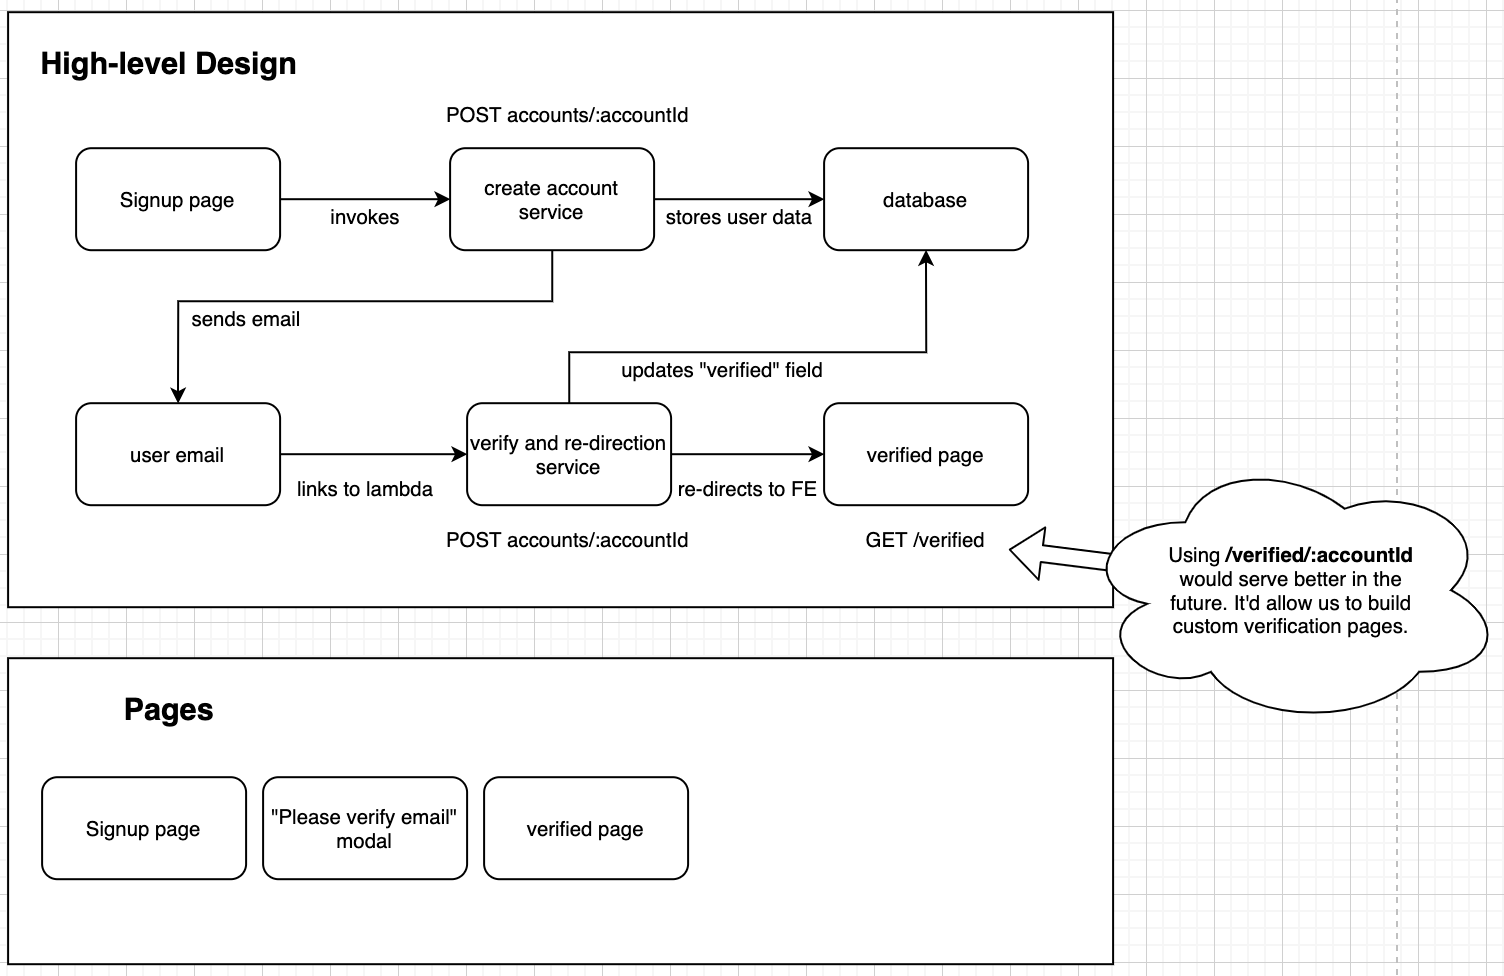 High-level Design
POST accounts/:accountId
Signup page
invokes
create account
service
stores user data
database
sends email
updates "verified" field
user email
links to lambda
verify and re-direction
service
re-directs to FE
verified page
POST accounts/:accountId
GET /verified
Using /verified/:accountId
would serve better in the
future. It'd allow us to build
custom verification pages.
Pages
Signup page
"Please verify email"
modal
verified page